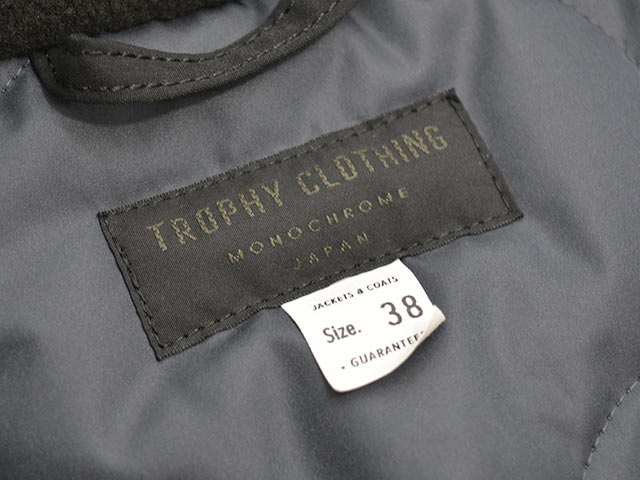 TROPHY CLOTHING
MONOCHROME
JAPAN
JACKETS & COATS
Size. 38
• GUARANTEE